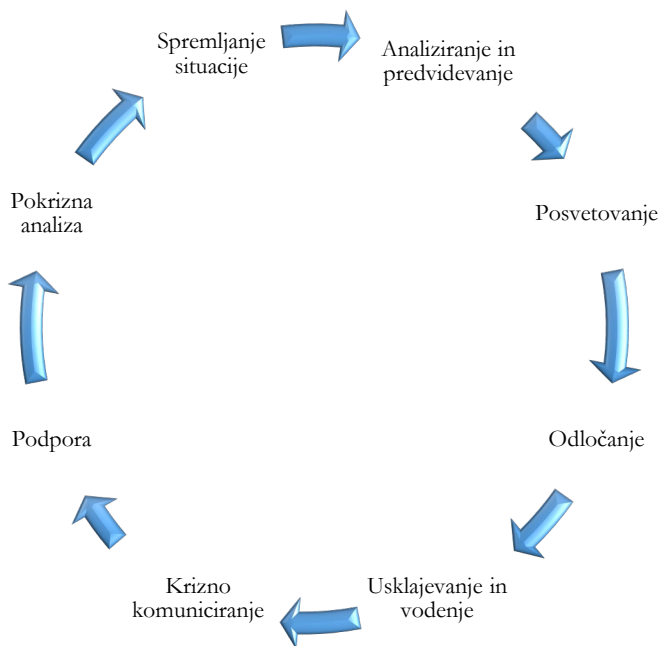 Spremljanje
situacije
Analiziranje in
predvidevanje
Posvetovanje
Odločanje
Usklajevanje in
vodenje
Krizno
komuniciranje
Podpora
Pokrizna
analiza